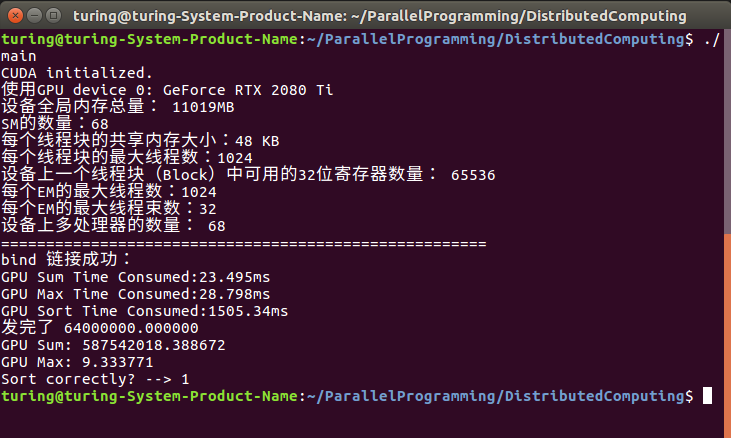 turing@turing-System-Product-Name: ~/ParallelProgramming/DistributedComputing
turing@turing-System-Product-Name:~/ParallelProgramming/DistributedComputing$ ./
main
CUDA initialized.
使用GPU device 0: GeForce RTX 2080 Ti
设备全局内存总量： 11019MB
SM的数量：68
每个线程块的共享内存大小：48 KB
每个线程块的最大线程数：1024
设备上一个线程块（Block）中可用的32位寄存器数量： 65536
每个EM的最大线程数：1024
每个EM的最大线程束数：32
设备上多处理器的数量： 68
======================================================
bind 链接成功：
GPU Sum Time Consumed:23.495ms
GPU Max Time Consumed:28.798ms
GPU Sort Time Consumed:1505.34ms
发完了 64000000.000000
GPU Sum: 587542018.388672
GPU Max: 9.333771
Sort correctly? --> 1
turing@turing-System-Product-Name:~/ParallelProgramming/DistributedComputing$